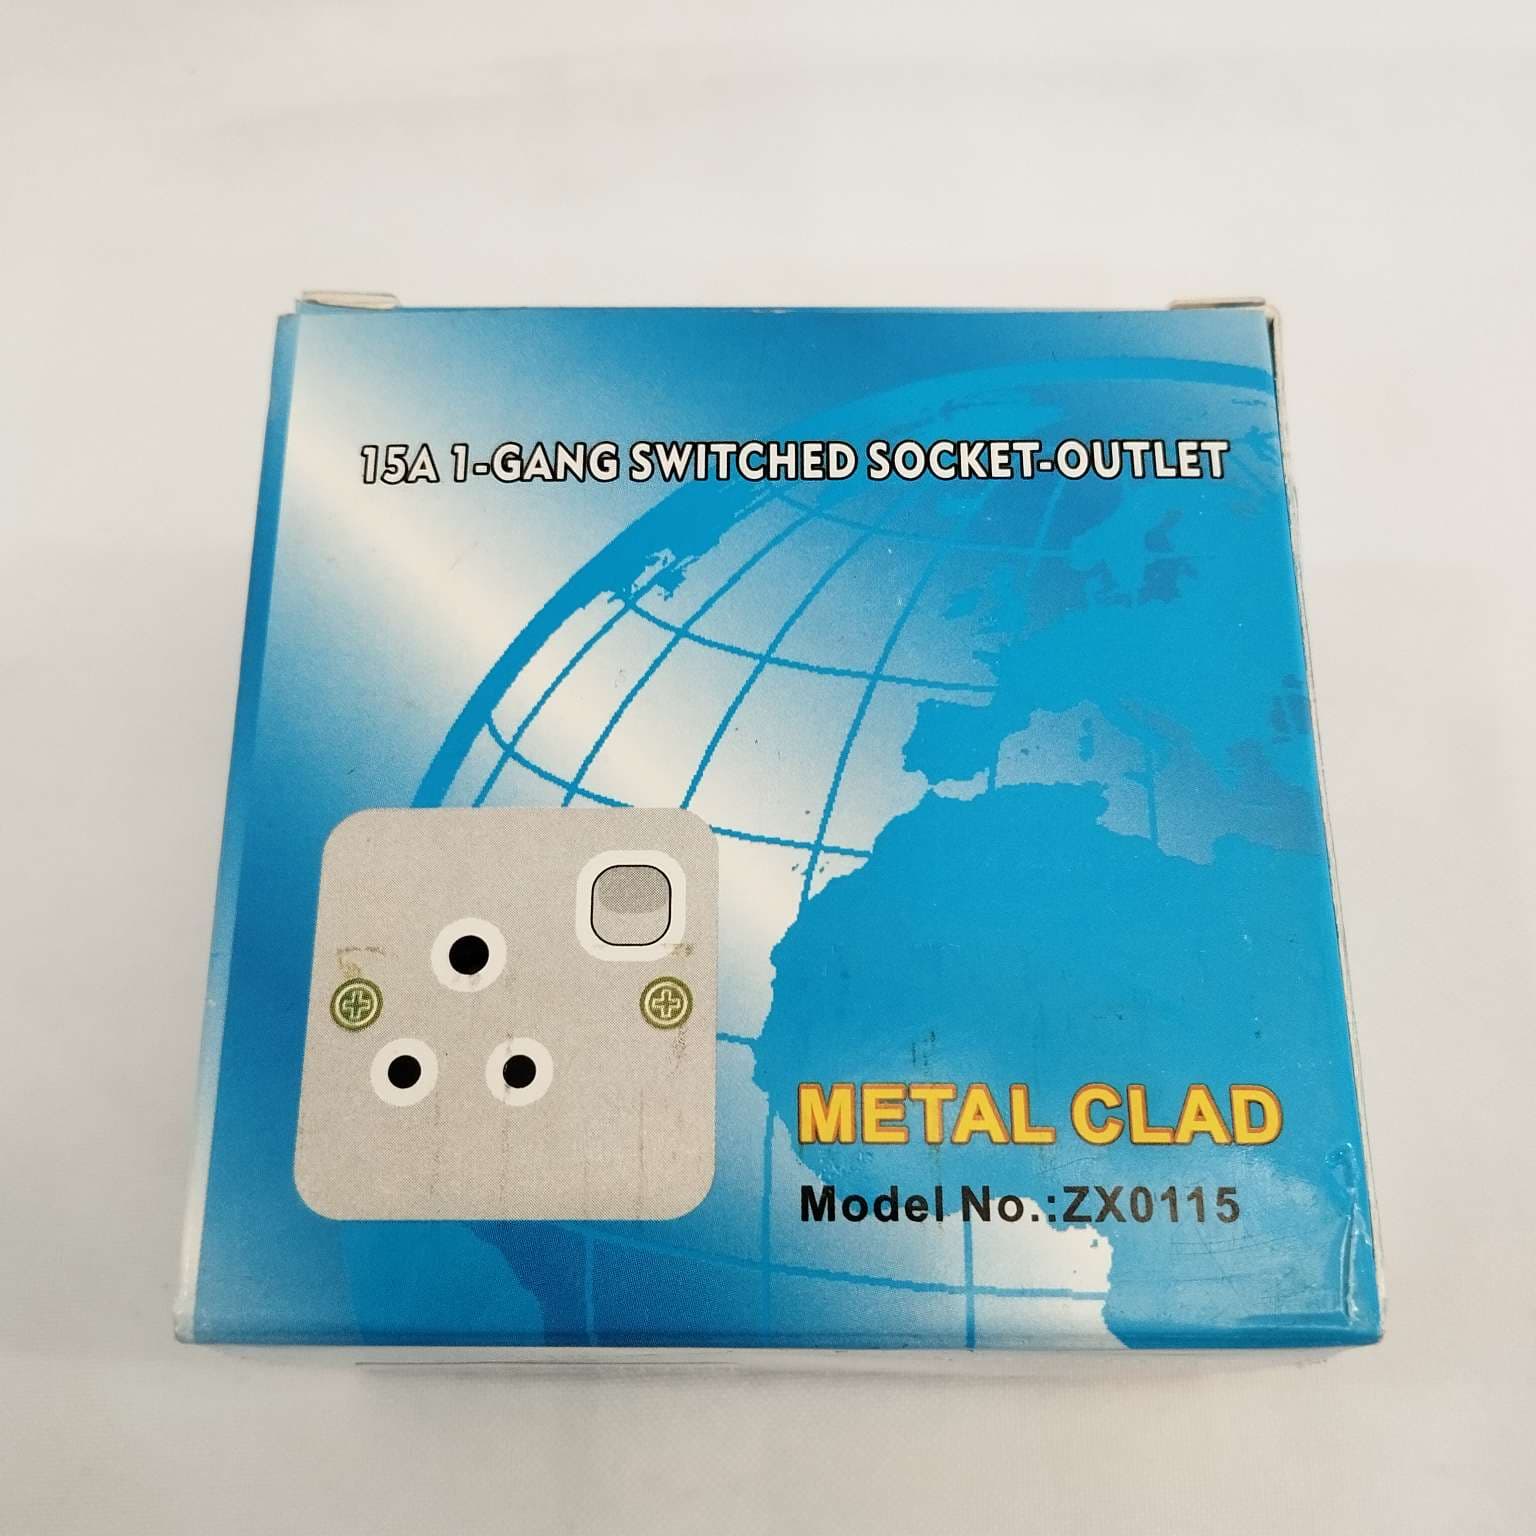 15A 1-GANG SWITCHED SOCKET-OUTLET
METAL CLAD
Model No.:ZX0115